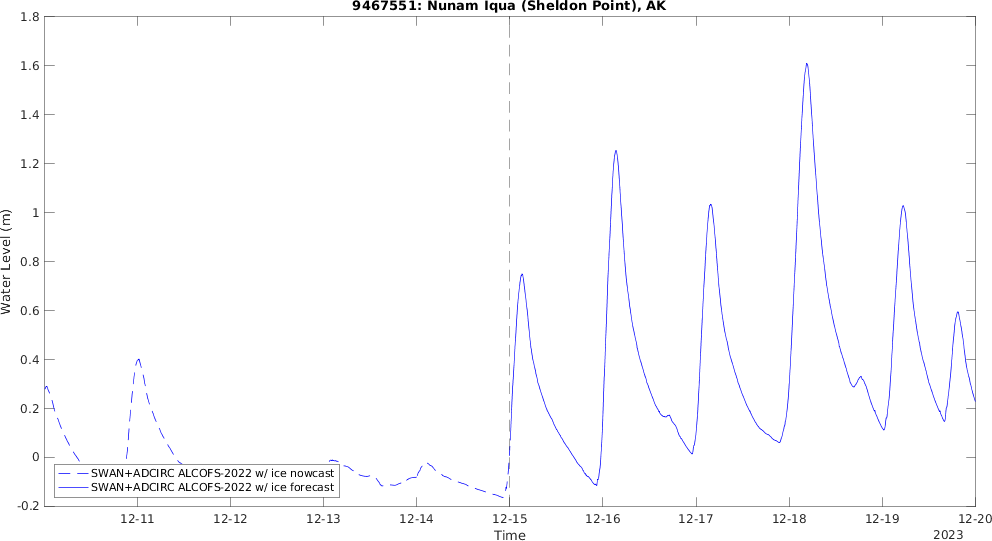 9467551: Nunam Iqua (Sheldon Point), AK
Water Level (m)
1.8
1.6
1.4
1.2
1
0.8
0.6
0.4
0.2
0
-0.2
SWAN+ADCIRC ALCOFS-2022 w/ ice nowcast
SWAN+ADCIRC ALCOFS-2022 w/ ice forecast
12-11 12-12 12-13 12-14 12-15 12-16 12-17 12-18 12-19 12-20
Time
2023